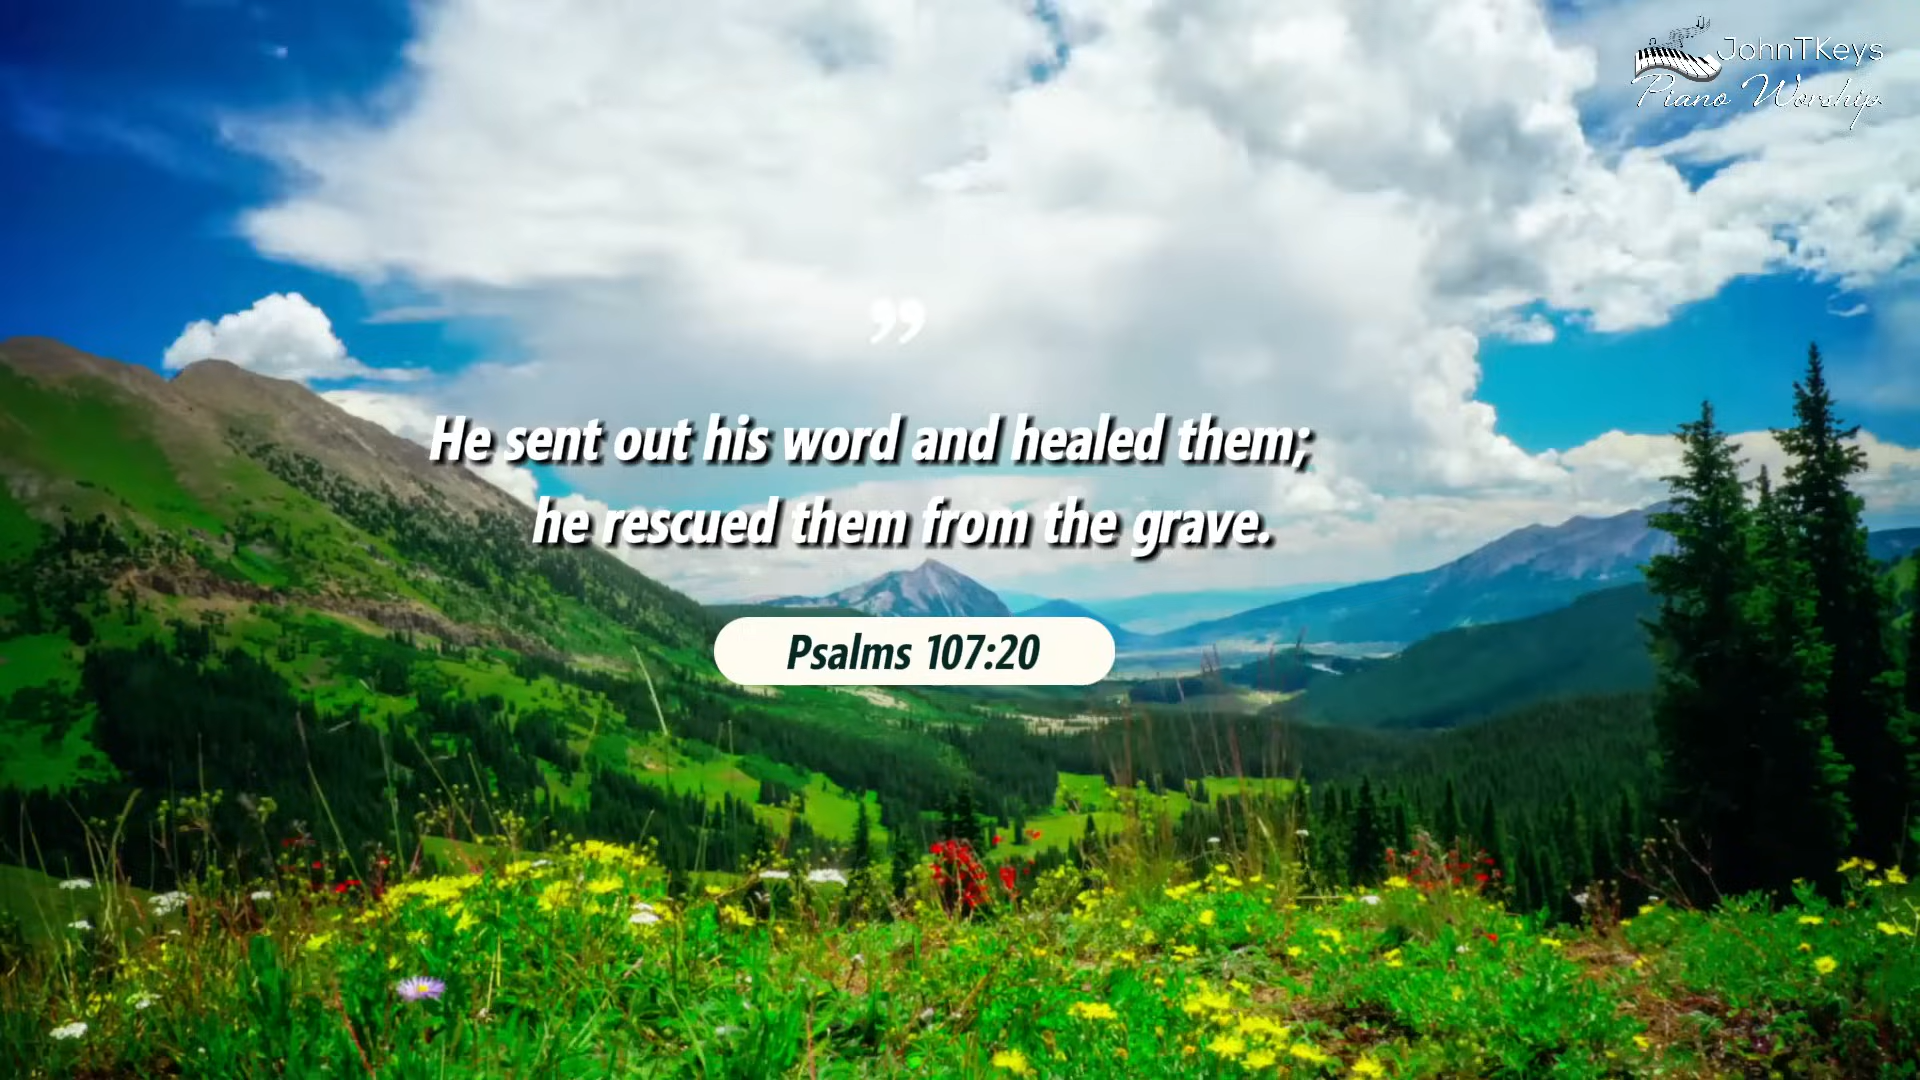 JohnTKeys
Piano Worship
”
He sent out his word and healed them;
he rescued them from the grave.
Psalms 107:20